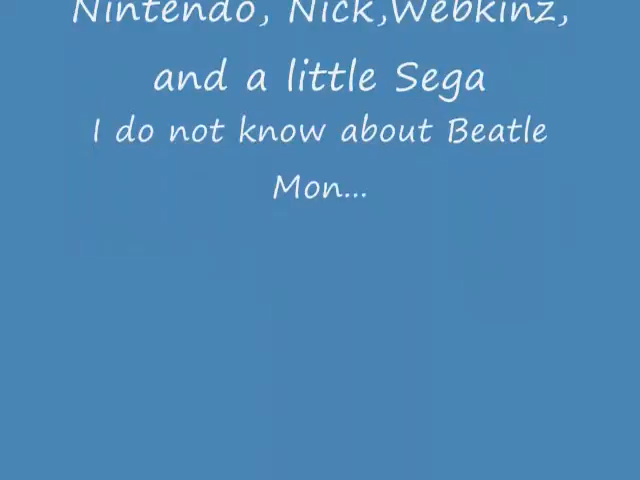 Nintendo, Nick,Webkinz,
and a little Sega
I do not know about Beatle
Mon...